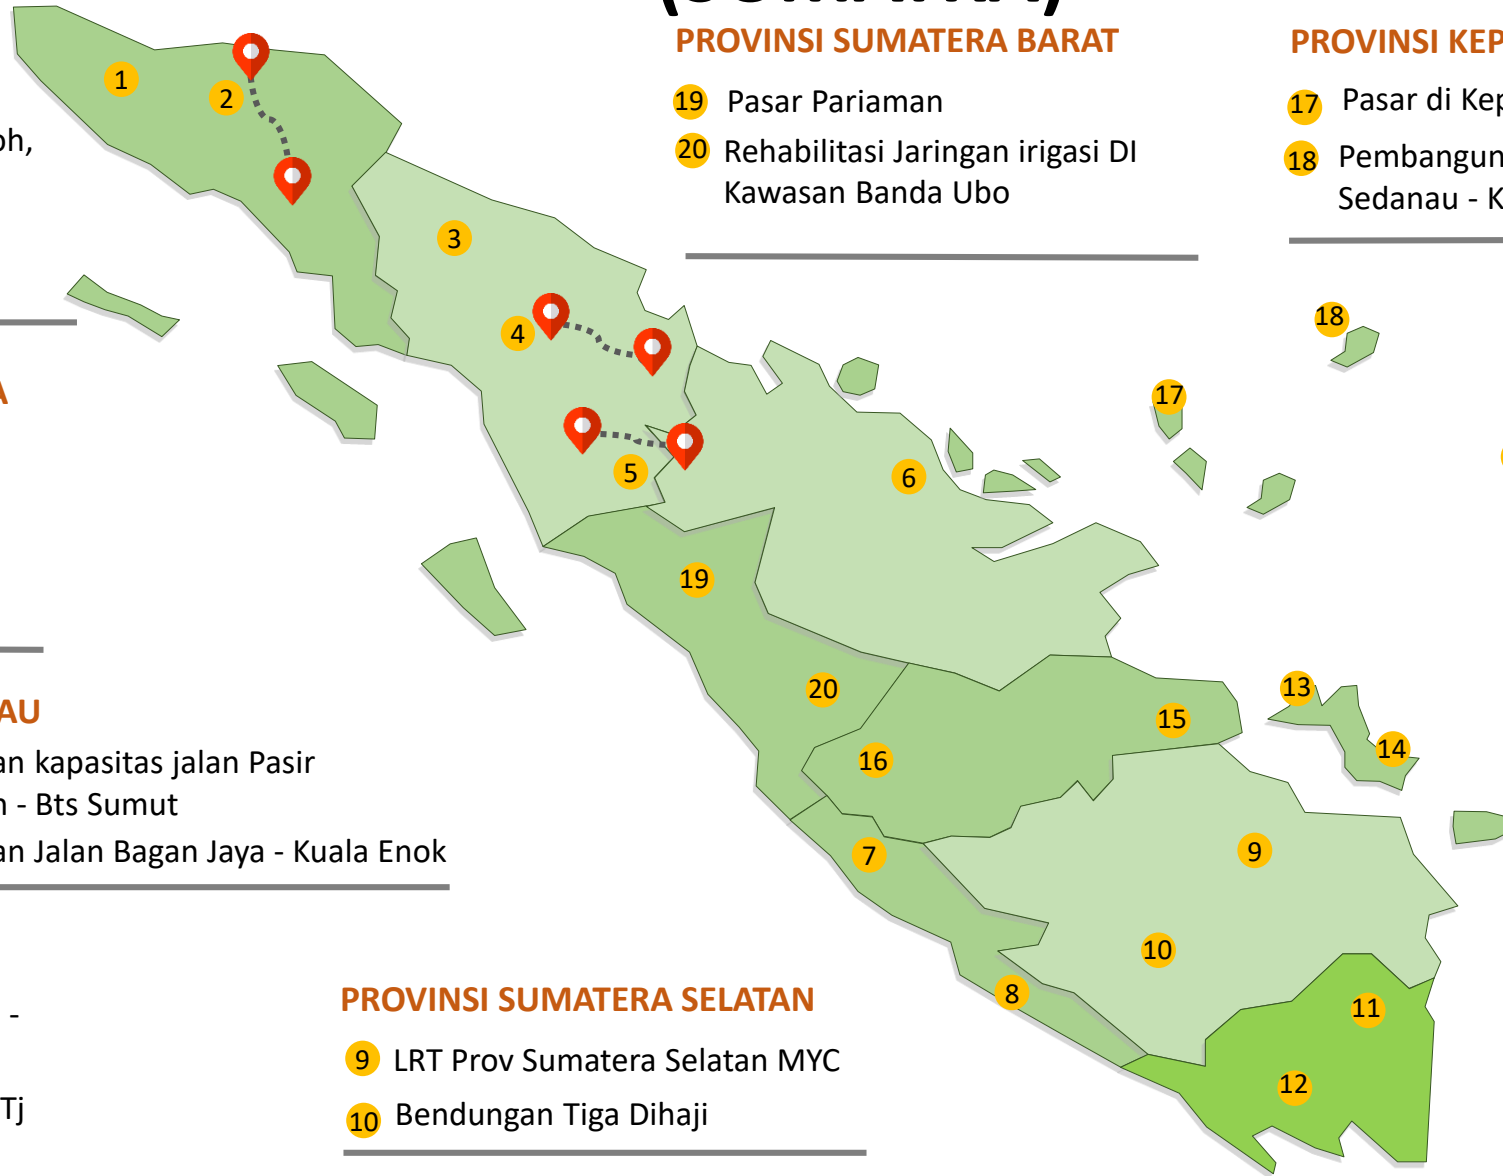 (SUMATRA)
PROVINSI SUMATERA BARAT
19 Pasar Pariaman
20 Rehabilitasi Jaringan irigasi DI
Kawasan Banda Ubo
PROVINSI KEP
17 Pasar di Kep
18 Pembangun
Sedanau - K
oh,
A
AU
an kapasitas jalan Pasir
n - Bts Sumut
an Jalan Bagan Jaya - Kuala Enok
-
Tj
PROVINSI SUMATERA SELATAN
9 LRT Prov Sumatera Selatan MYC
10 Bendungan Tiga Dihaji
1
2
3
4
5
6
18
17
19
20
16
15
13
14
7
9
10
8
11
12